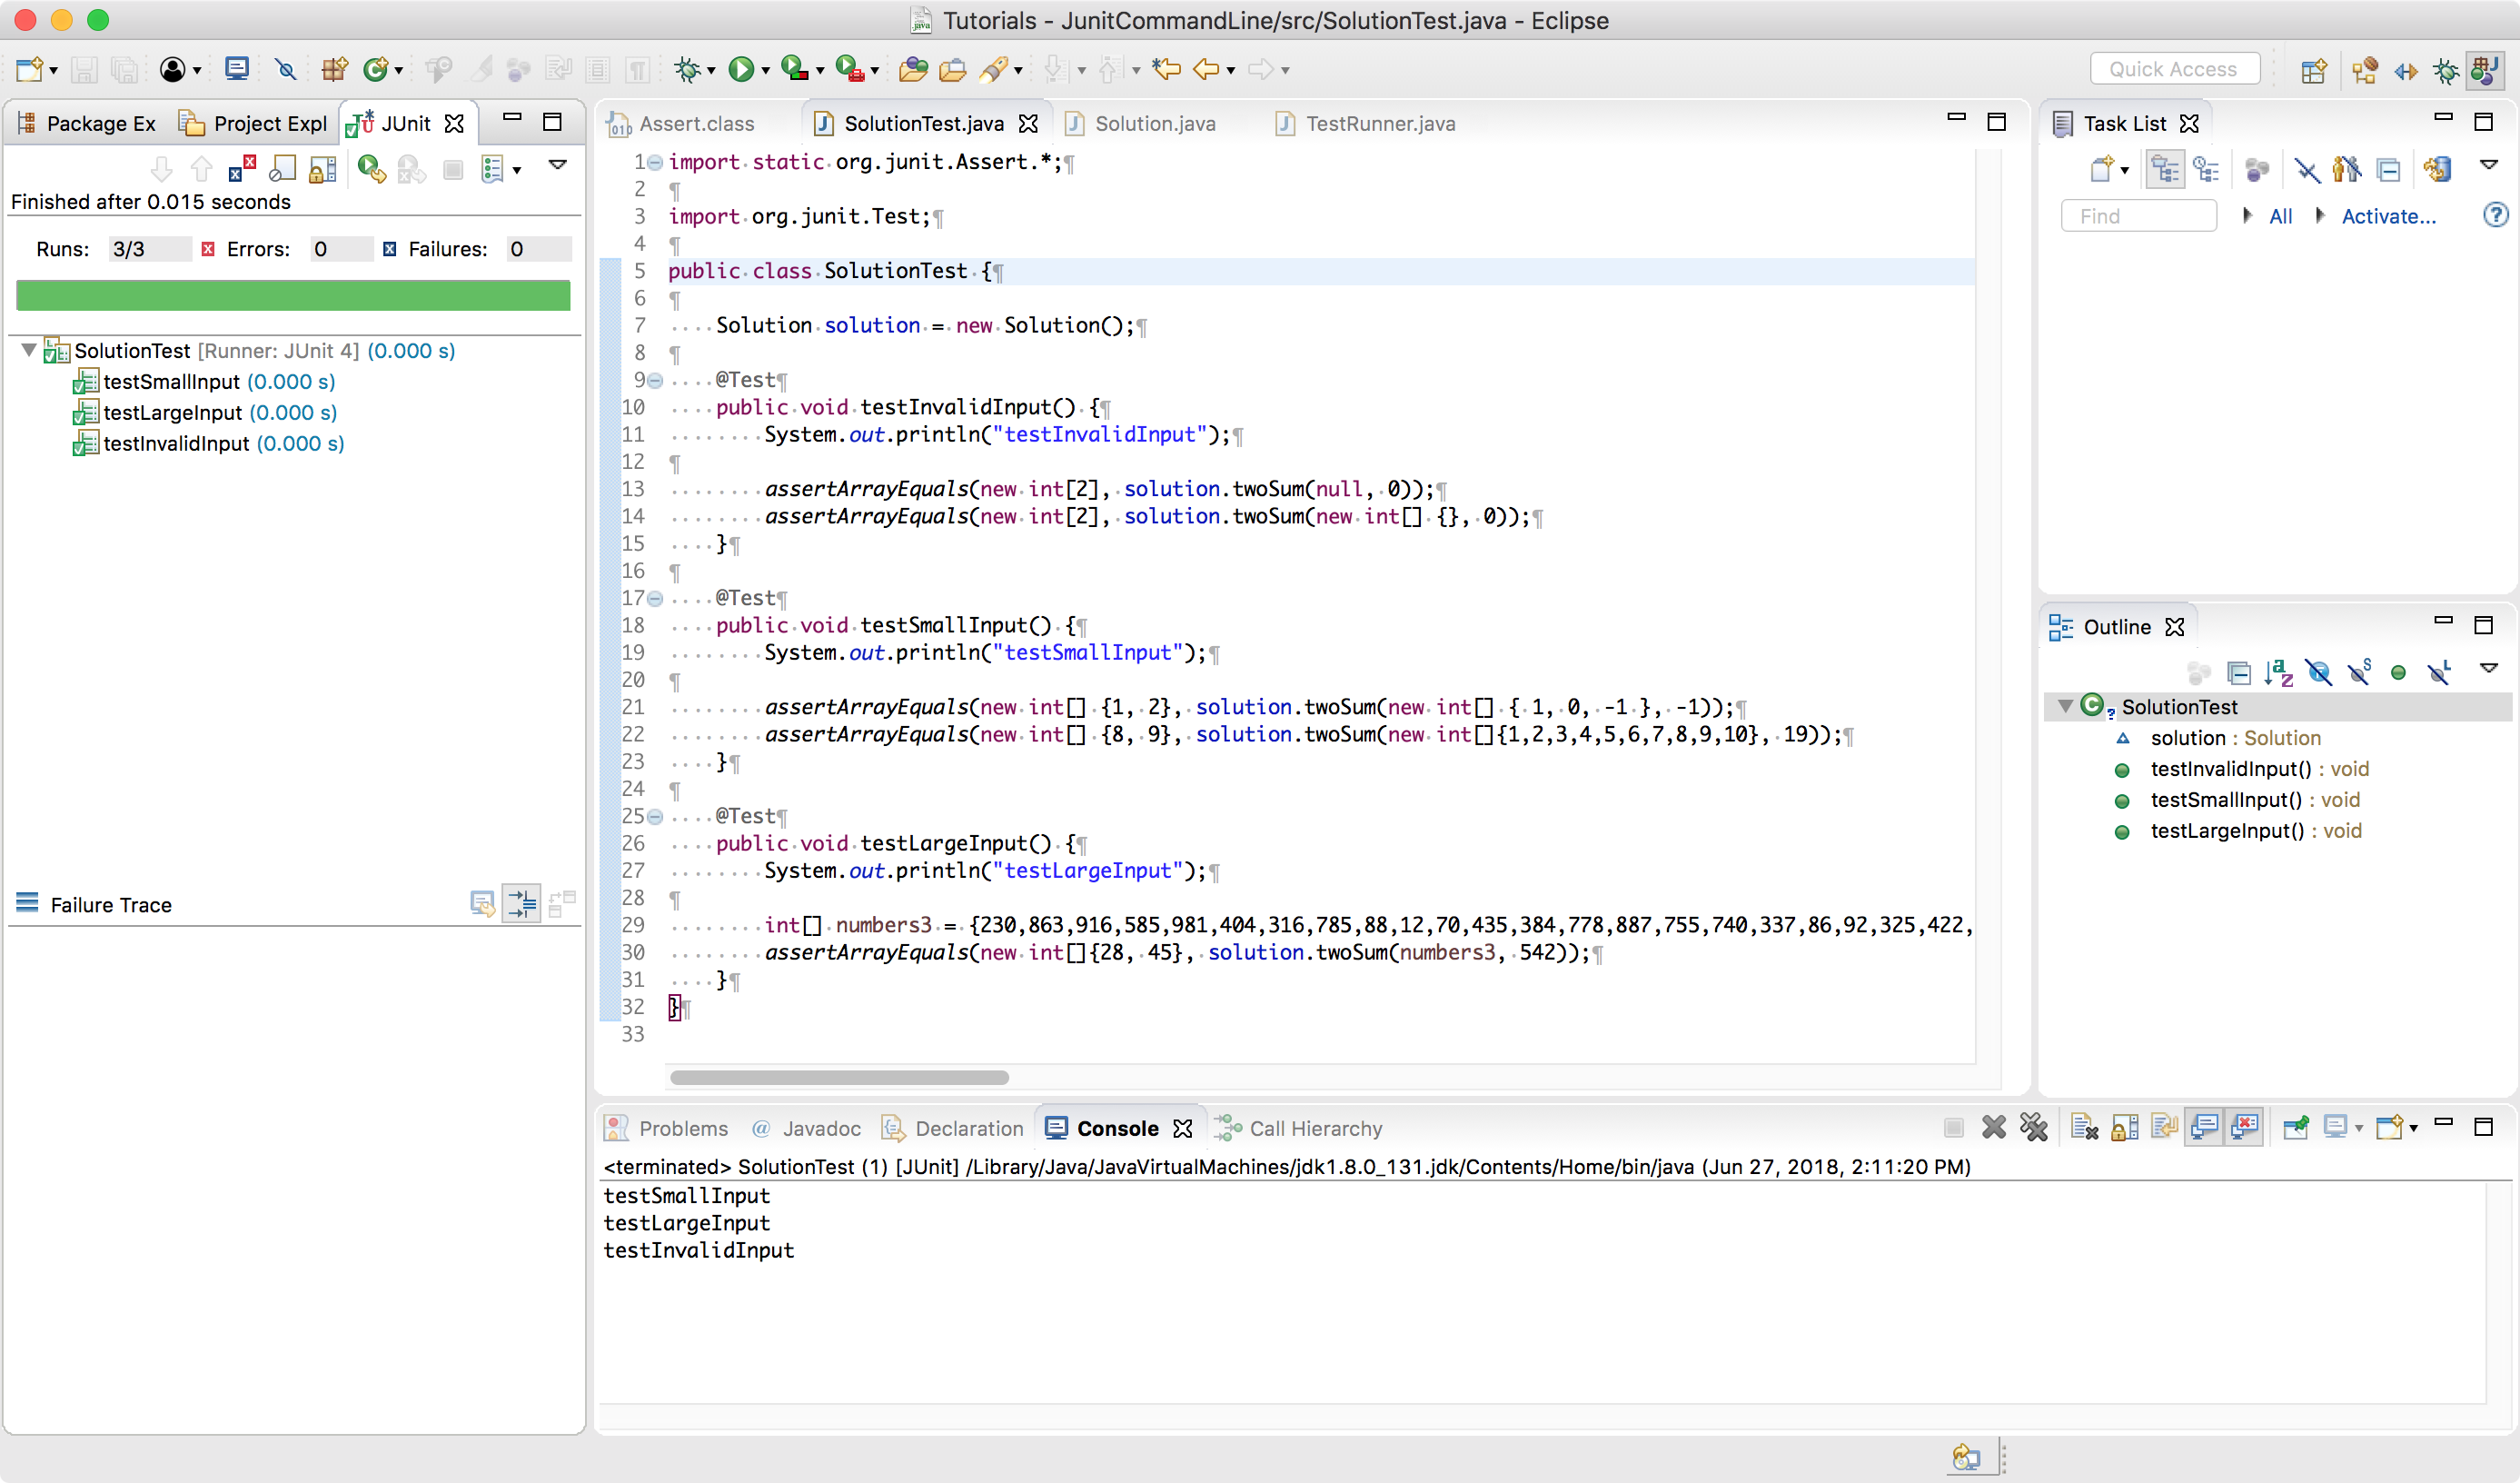 Tutorials - JunitCommandLine/src/SolutionTest.java - Eclipse
Quick Access
Package Ex
Project Expl
JUnit
Finished after 0.015 seconds
Runs: 3/3 Errors: 0 Failures: 0
SolutionTest [Runner: JUnit 4] (0.000 s)
testSmallInput (0.000 s)
testLargeInput (0.000 s)
testInvalidInput (0.000 s)
Failure Trace
Assert.class
SolutionTest.java
Solution.java
TestRunner.java
1 import static org.junit.Assert.*;
2
3 import org.junit.Test;
4
5 public class SolutionTest {
6
7     Solution solution = new Solution();
8
9     @Test
10     public void testInvalidInput() {
11         System.out.println("testInvalidInput");
12
13         assertArrayEquals(new int[2], solution.twoSum(null, 0));
14         assertArrayEquals(new int[2], solution.twoSum(new int[] {}, 0));
15     }
16
17     @Test
18     public void testSmallInput() {
19         System.out.println("testSmallInput");
20
21         assertArrayEquals(new int[] {1, 2}, solution.twoSum(new int[] { 1, 0, -1 }, -1));
22         assertArrayEquals(new int[] {8, 9}, solution.twoSum(new int[]{1,2,3,4,5,6,7,8,9,10}, 19));
23     }
24
25     @Test
26     public void testLargeInput() {
27         System.out.println("testLargeInput");
28
29         int[] numbers3 = {230,863,916,585,981,404,316,785,88,12,70,435,384,778,887,755,740,337,86,92,325,422,
30         assertArrayEquals(new int[]{28, 45}, solution.twoSum(numbers3, 542));
31     }
32 }
33
Task List
Find
All
Activate...
Outline
SolutionTest
solution : Solution
testInvalidInput() : void
testSmallInput() : void
testLargeInput() : void
Problems
@ Javadoc
Declaration
Console
Call Hierarchy
<terminated> SolutionTest (1) [JUnit] /Library/Java/JavaVirtualMachines/jdk1.8.0_131.jdk/Contents/Home/bin/java (Jun 27, 2018, 2:11:20 PM)
testSmallInput
testLargeInput
testInvalidInput